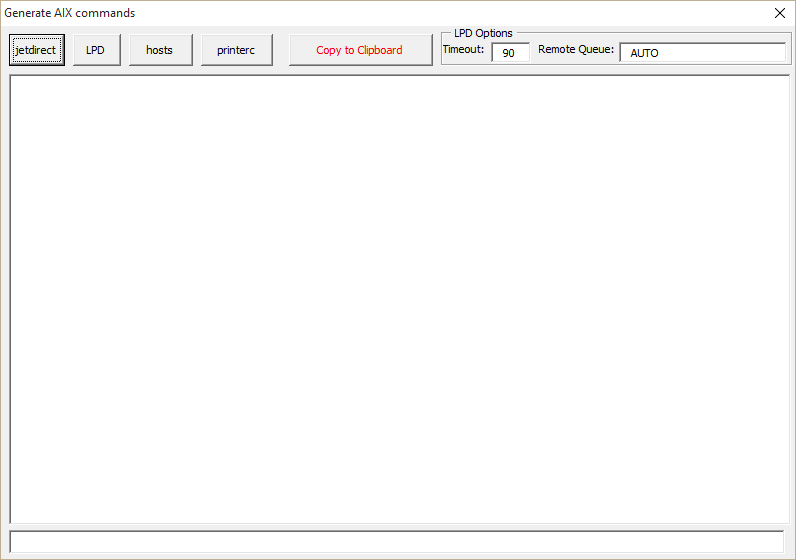 Generate AIX commands
jetdirect LPD hosts printerc Copy to Clipboard
LPD Options
Timeout: 90 Remote Queue: AUTO